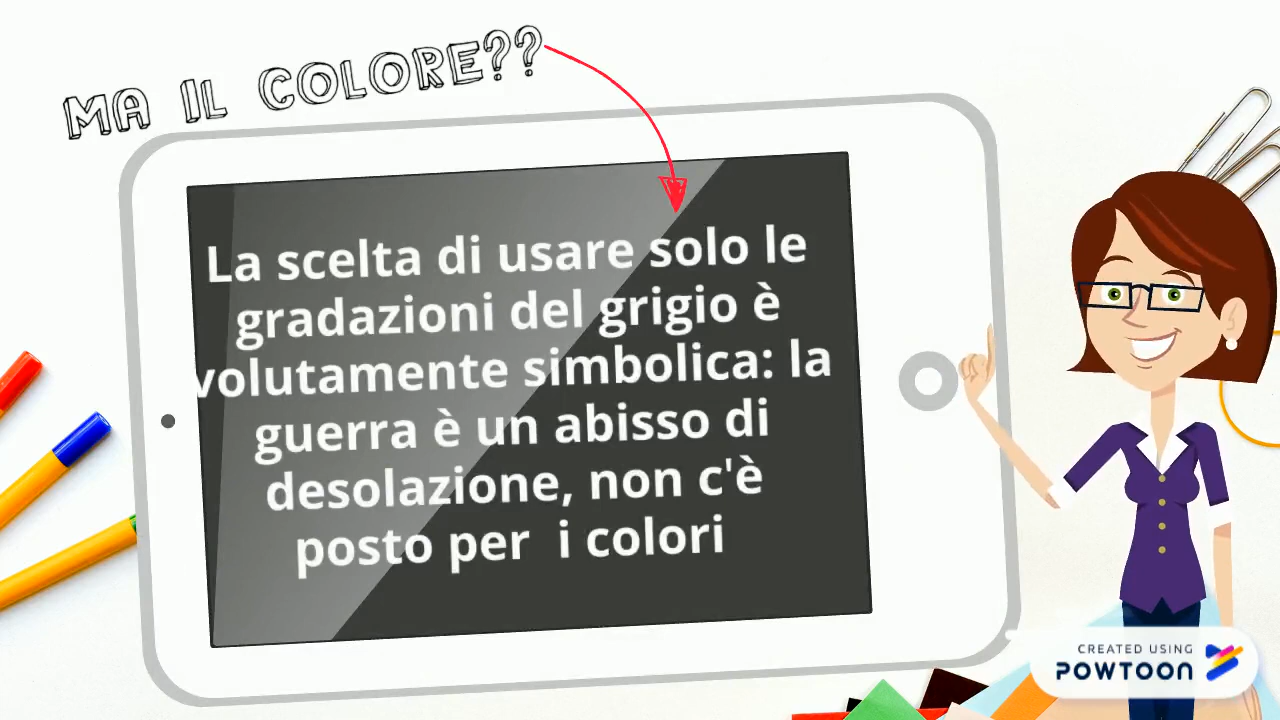 MA IL COLORE??
La scelta di usare solo le
gradazioni del grigio è
volutamente simbolica: la
guerra è un abisso di
desolazione, non c'è
posto per i colori
CREATED USING
POWTOON